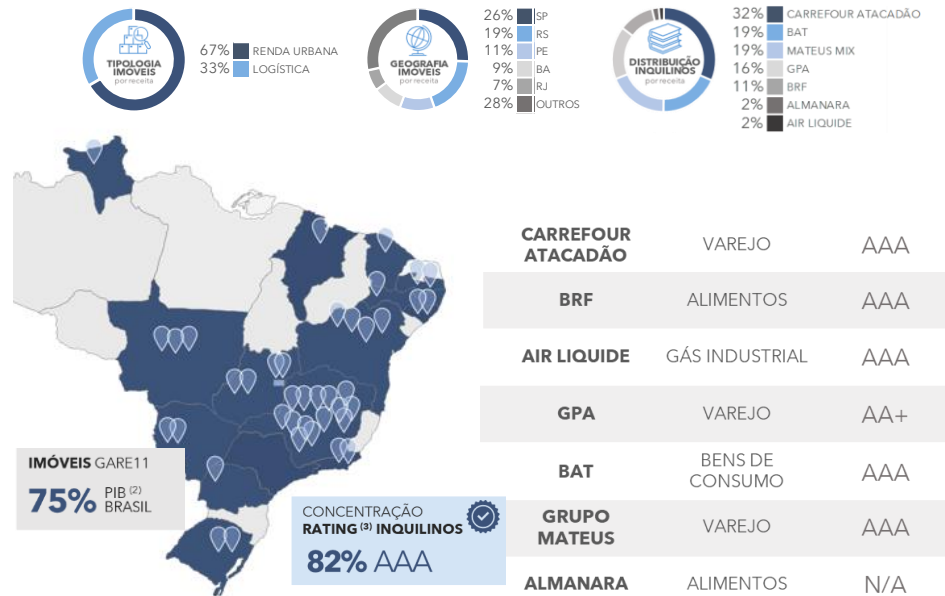 TIPOLOGIA
IMÓVEIS
por receita
67% RENDA URBANA
33% LOGÍSTICA
GEOGRAFIA
IMÓVEIS
por receita
26% SP
19% RS
11% PE
9% BA
7% RJ
28% OUTROS
DISTRIBUIÇÃO
INQUILINOS
por receita
32% CARREFOUR ATACADÃO
19% BAT
19% MATEUS MIX
16% GPA
11% BRF
2% ALMANARA
2% AIR LIQUIDE
CARREFOUR
ATACADÃO
VAREJO
AAA
BRF
ALIMENTOS
AAA
AIR LIQUIDE
GÁS INDUSTRIAL
AAA
GPA
VAREJO
AA+
BAT
BENS DE
CONSUMO
AAA
GRUPO
MATEUS
VAREJO
AAA
ALMANARA
ALIMENTOS
N/A
IMÓVEIS GARE11
75% PIB (2)
BRASIL
CONCENTRAÇÃO
RATING (3) INQUILINOS
82% AAA